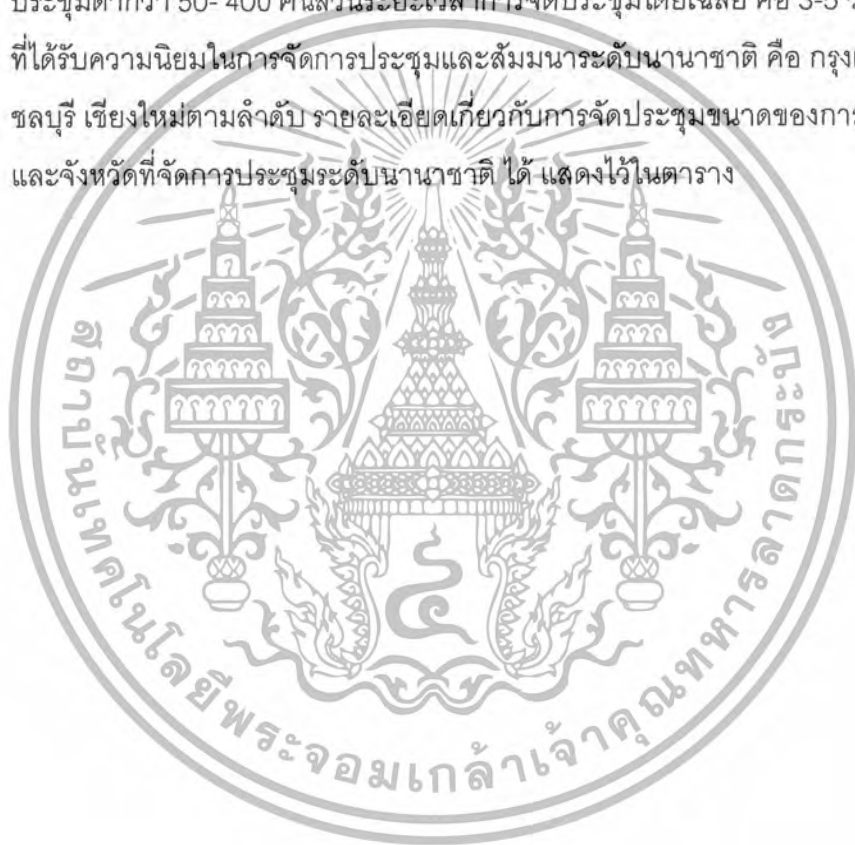 ประชุมต่ำกว่า 50- 400 คนส่วนระยะเวลาการจัดประชุมโดยเฉลี่ย คือ 3-5
ที่ได้รับความนิยมในการจัดการประชุมและสัมมนาระดับนานาชาติ คือ
ชลบุรี เชียงใหม่ตามลำดับ รายละเอียดเกี่ยวกับการจัดประชุมขนาดของการ
และจังหวัดที่จัดการประชุมระดับนานาชาติ ได้ แสดงไว้ในตาราง
สถาบันเทคโนโลยีพระจอมเกล้าเจ้าคุณทหารลาดกระบัง
๔